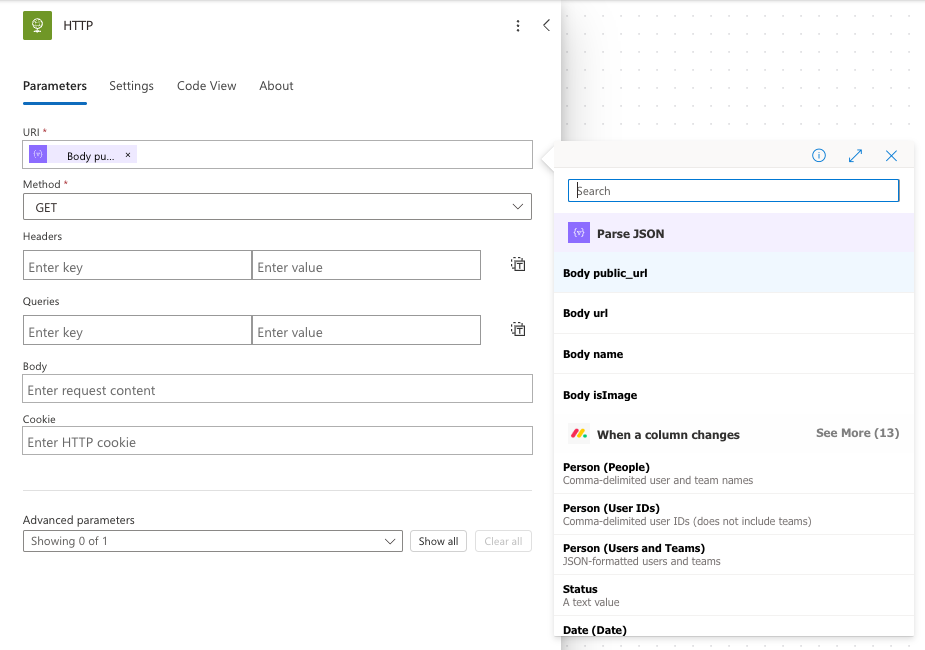 HTTP
Parameters Settings Code View About
URI *
Body pu... ×
Method *
GET
Headers
Enter key Enter value
Queries
Enter key Enter value
Body
Enter request content
Cookie
Enter HTTP cookie
Advanced parameters
Showing 0 of 1 Show all Clear all
Search
Parse JSON
Body public_url
Body url
Body name
Body isImage
When a column changes See More (13)
Person (People)
Comma-delimited user and team names
Person (User IDs)
Comma-delimited user IDs (does not include teams)
Person (Users and Teams)
JSON-formatted users and teams
Status
A text value
Date (Date)